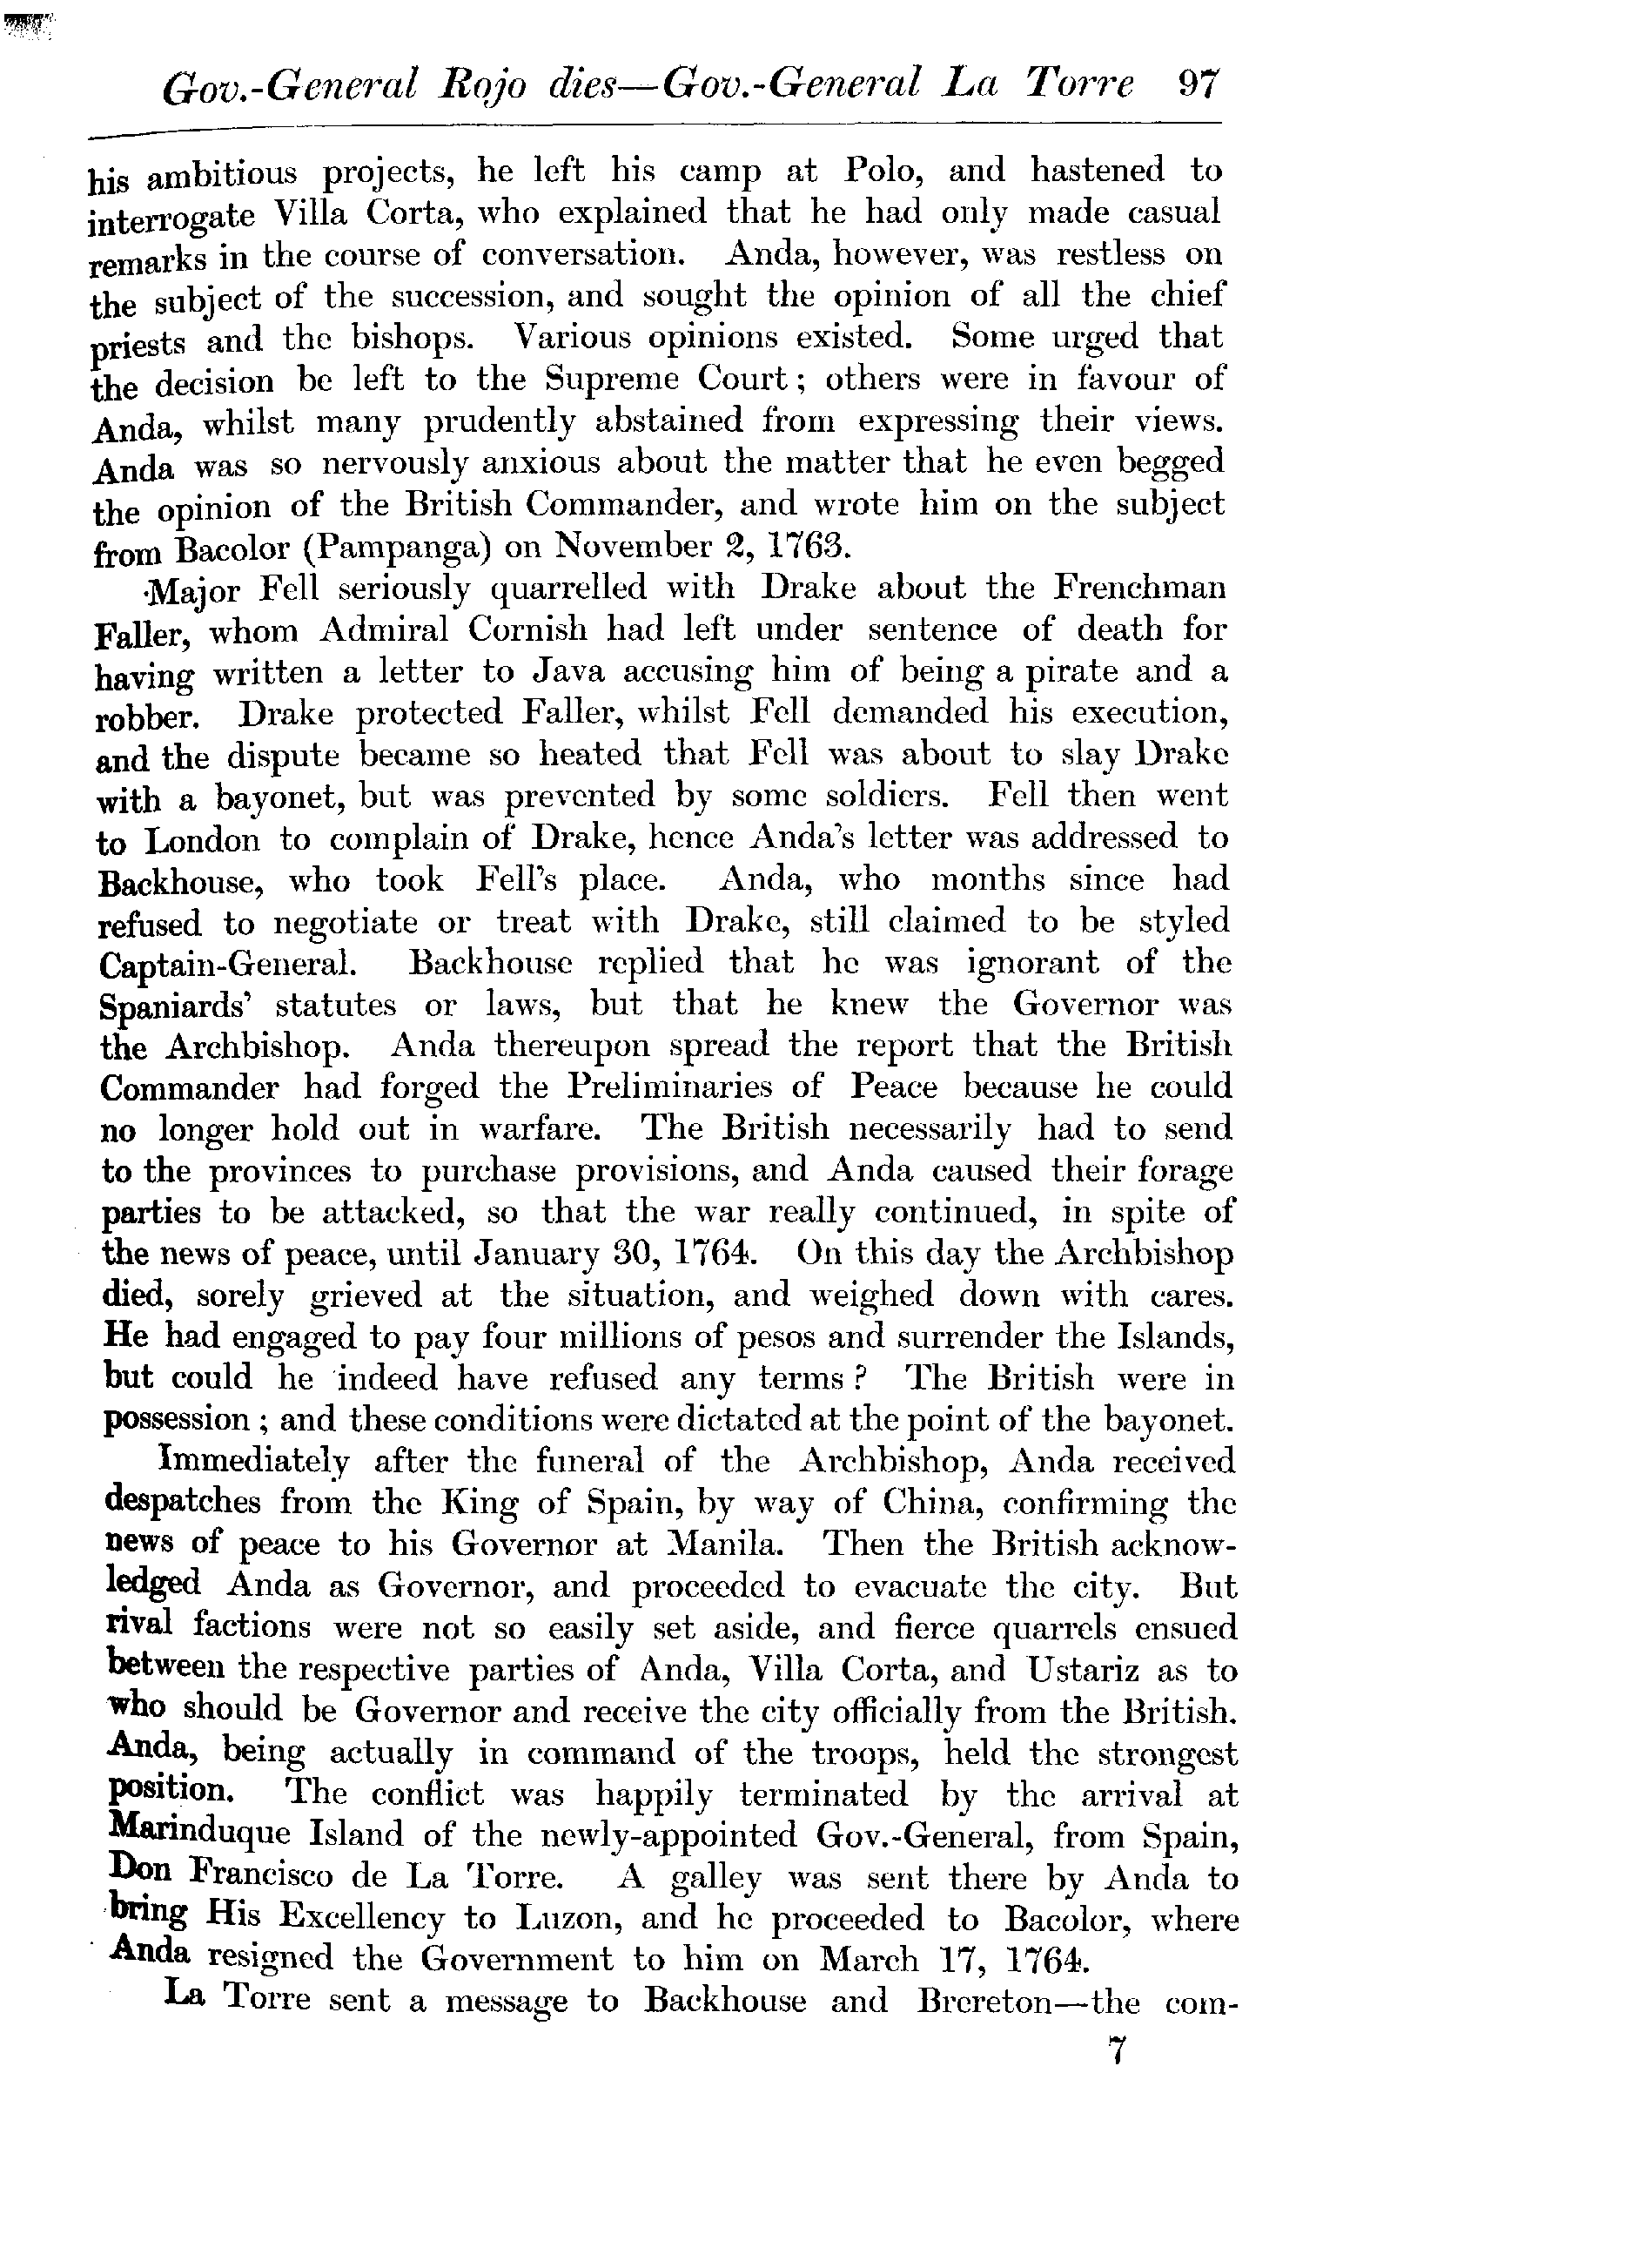 Gov.-General Rojo dies—Gov.-General La Torre 97
his ambitious projects, he left his camp at Polo, and hastened to
interrogate Villa Corta, who explained that he had only made casual
remarks in the course of conversation. Anda, however, was restless on
the subject of the succession, and sought the opinion of all the chief
priests and the bishops. Various opinions existed. Some urged that
the decision be left to the Supreme Court; others were in favour of
Anda, whilst many prudently abstained from expressing their views.
Anda was so nervously anxious about the matter that he even begged
the opinion of the British Commander, and wrote him on the subject
from Bacolor (Pampanga) on November 2, 1763.
Major Fell seriously quarrelled with Drake about the Frenchman
Faller, whom Admiral Cornish had left under sentence of death for
having written a letter to Java accusing him of being a pirate and a
robber. Drake protected Faller, whilst Fell demanded his execution,
and the dispute became so heated that Fell was about to slay Drake
with a bayonet, but was prevented by some soldiers. Fell then went
to London to complain of Drake, hence Anda's letter was addressed to
Backhouse, who took Fell's place. Anda, who months since had
refused to negotiate or treat with Drake, still claimed to be styled
Captain-General. Backhouse replied that he was ignorant of the
Spaniards' statutes or laws, but that he knew the Governor was
the Archbishop. Anda thereupon spread the report that the British
Commander had forged the Preliminaries of Peace because he could
no longer hold out in warfare. The British necessarily had to send
to the provinces to purchase provisions, and Anda caused their forage
parties to be attacked, so that the war really continued, in spite of
the news of peace, until January 30, 1764. On this day the Archbishop
died, sorely grieved at the situation, and weighed down with cares.
He had engaged to pay four millions of pesos and surrender the Islands,
but could he indeed have refused any terms? The British were in
possession; and these conditions were dictated at the point of the bayonet.
Immediately after the funeral of the Archbishop, Anda received
despatches from the King of Spain, by way of China, confirming the
news of peace to his Governor at Manila. Then the British acknow-
ledged Anda as Governor, and proceeded to evacuate the city. But
rival factions were not so easily set aside, and fierce quarrels ensued
between the respective parties of Anda, Villa Corta, and Ustariz as to
who should be Governor and receive the city officially from the British.
Anda, being actually in command of the troops, held the strongest
position. The conflict was happily terminated by the arrival at
Marinduque Island of the newly-appointed Gov.-General, from Spain,
Don Francisco de La Torre. A galley was sent there by Anda to
bring His Excellency to Luzon, and he proceeded to Bacolor, where
Anda resigned the Government to him on March 17, 1764.
La Torre sent a message to Backhouse and Brereton—the com-
7